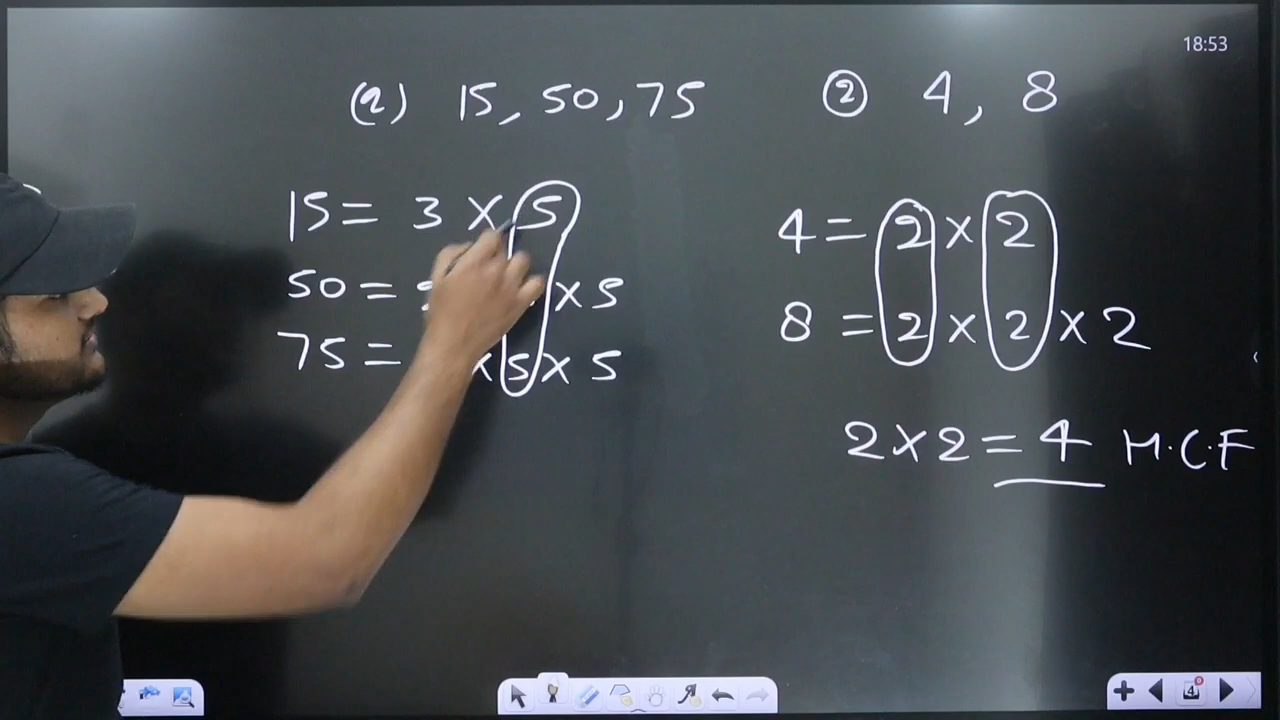 18:53
(a) 15, 50, 75
② 4, 8
15 = 3 × 5
50 = × 5
75 = × 5 × 5
4 = 2 × 2
8 = 2 × 2 × 2
2 × 2 = 4 H.C.F
4